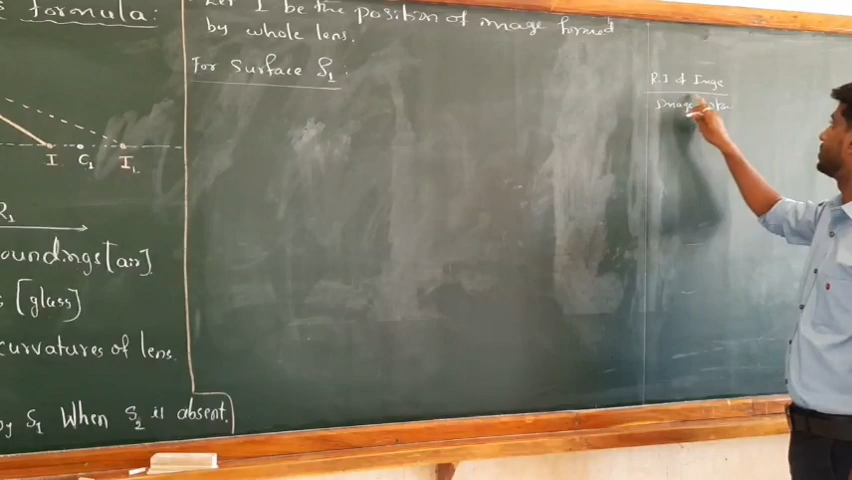 formula:
I C1 I1
R1
oundings [air]
[glass]
curvatures of lens.
by S1 When S2 is absent.
Let I be the position of image formed
by whole lens.
For Surface S1:
R.I of Image
image